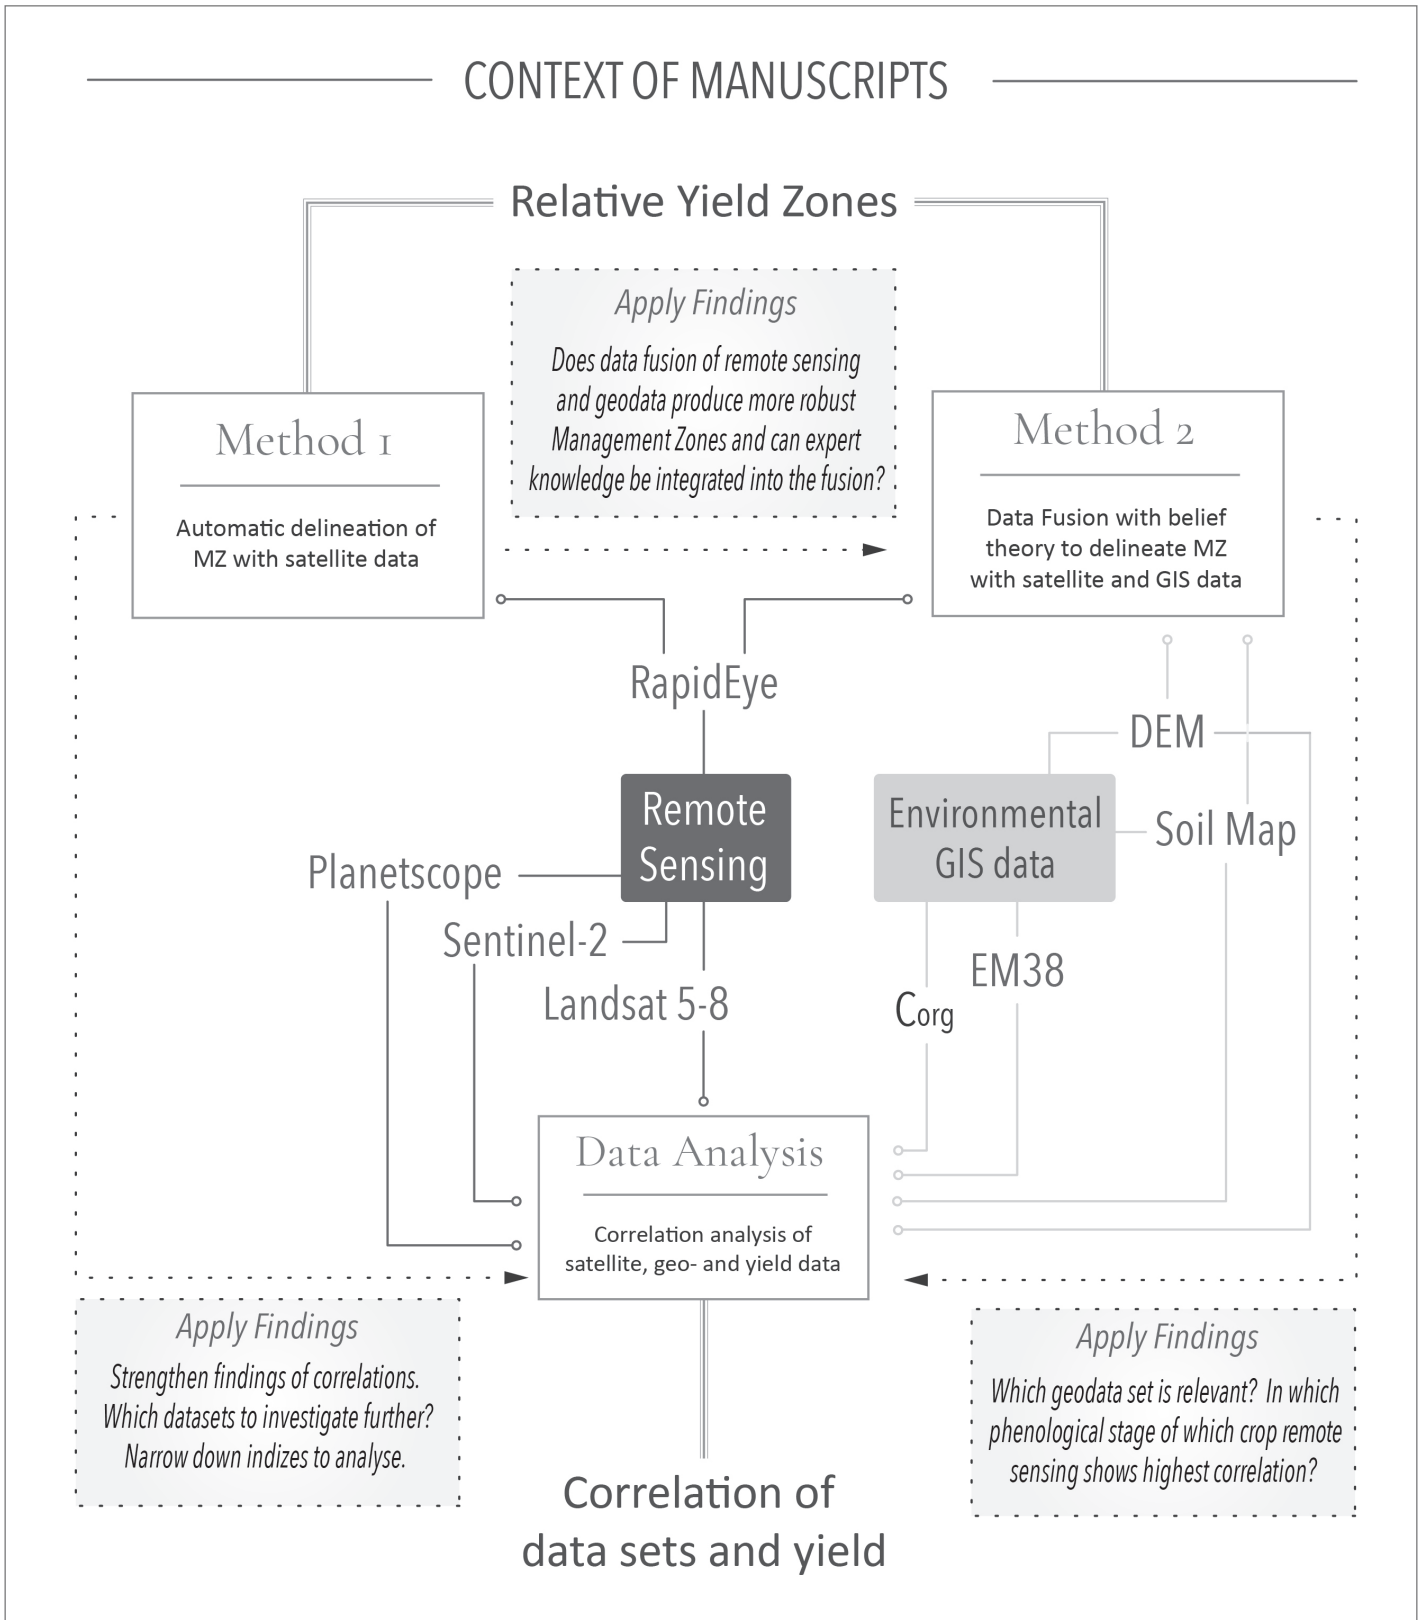 CONTEXT OF MANUSCRIPTS
Relative Yield Zones
Apply Findings
Does data fusion of remote sensing
and geodata produce more robust
Management Zones and can expert
knowledge be integrated into the fusion?
Method 1
Automatic delineation of
MZ with satellite data
Method 2
Data Fusion with belief
theory to delineate MZ
with satellite and GIS data
RapidEye
DEM
Remote
Sensing
Environmental
GIS data
Soil Map
Planetscope
Sentinel-2
Landsat 5-8
EM38
Corg
Data Analysis
Correlation analysis of
satellite, geo- and yield data
Apply Findings
Strengthen findings of correlations.
Which datasets to investigate further?
Narrow down indizes to analyse.
Apply Findings
Which geodata set is relevant? In which
phenological stage of which crop remote
sensing shows highest correlation?
Correlation of
data sets and yield